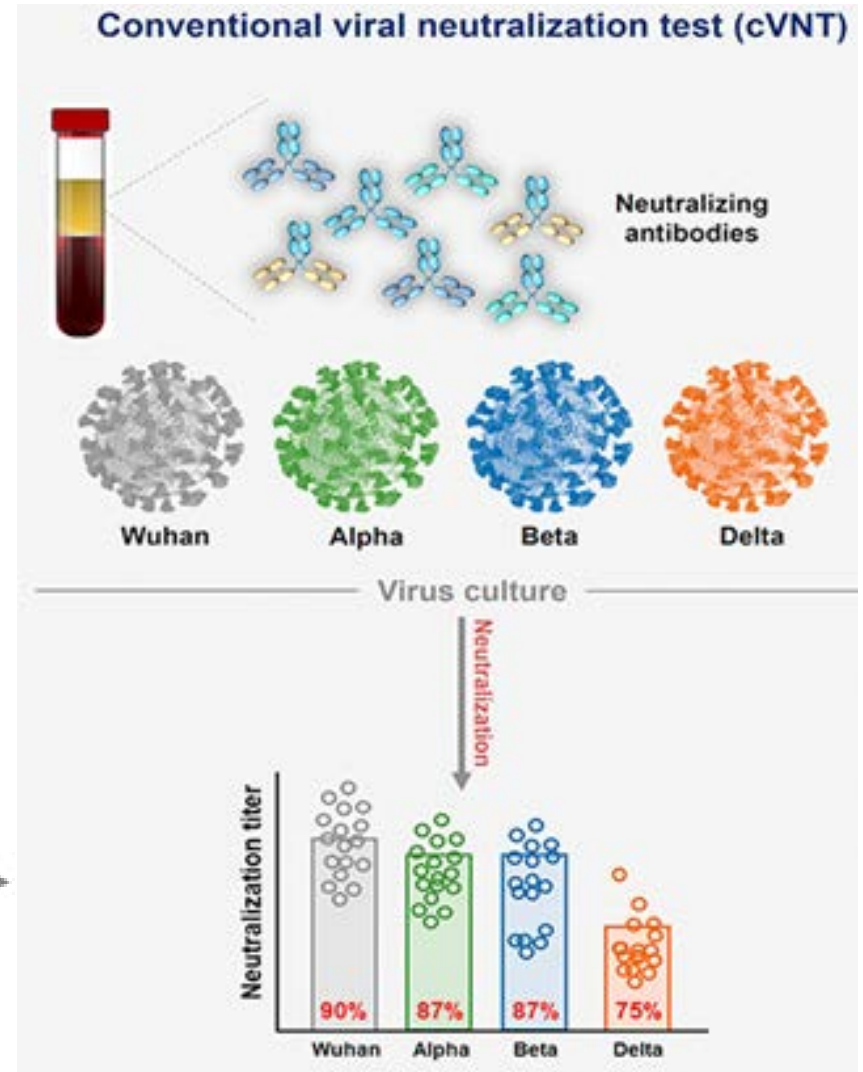 Conventional viral neutralization test (cVNT)
Neutralizing
antibodies
Wuhan Alpha Beta Delta
Virus culture
Neutralization
Neutralization titer
90% 87% 87% 75%
Wuhan Alpha Beta Delta